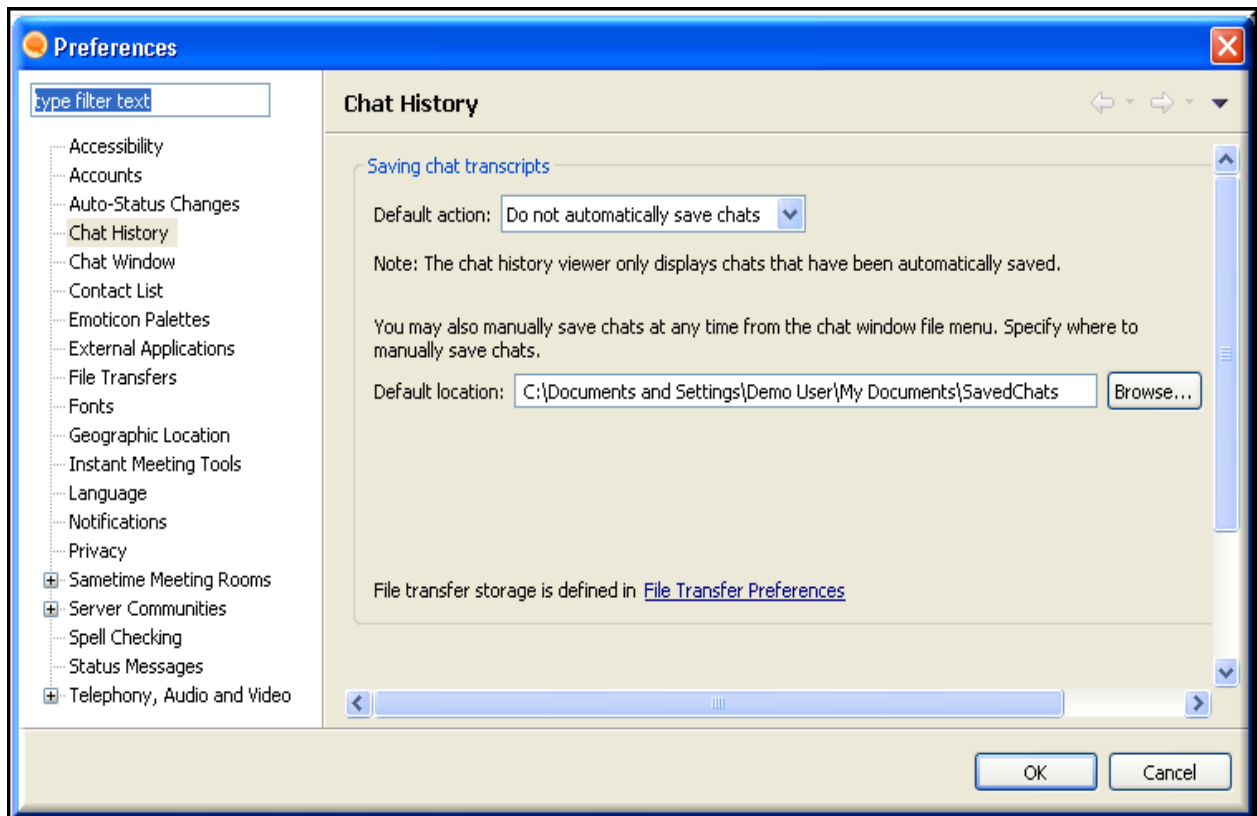 Preferences
type filter text
Accessibility
Accounts
Auto-Status Changes
Chat History
Chat Window
Contact List
Emoticon Palettes
External Applications
File Transfers
Fonts
Geographic Location
Instant Meeting Tools
Language
Notifications
Privacy
Sametime Meeting Rooms
Server Communities
Spell Checking
Status Messages
Telephony, Audio and Video
Chat History
Saving chat transcripts
Default action: Do not automatically save chats
Note: The chat history viewer only displays chats that have been automatically saved.
You may also manually save chats at any time from the chat window file menu. Specify where to
manually save chats.
Default location: C:\Documents and Settings\Demo User\My Documents\SavedChats Browse...
File transfer storage is defined in File Transfer Preferences
OK Cancel